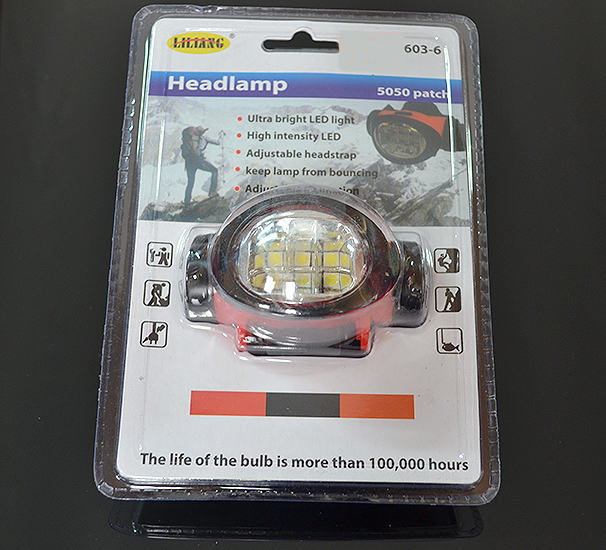 LILIANG®
603-6
Headlamp
5050 patch
• Ultra bright LED light
• High intensity LED
• Adjustable headstrap
• keep lamp from bouncing
The life of the bulb is more than 100,000 hours